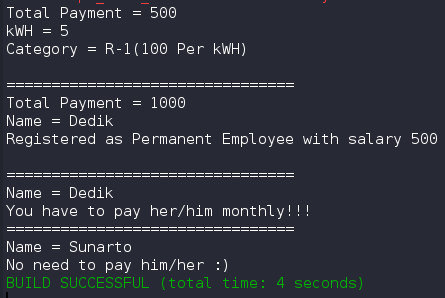 Total Payment = 500
kWH = 5
Category = R-1(100 Per kWH)
================================
Total Payment = 1000
Name = Dedik
Registered as Permanent Employee with salary 500
================================
Name = Dedik
You have to pay her/him monthly!!!
================================
Name = Sunarto
No need to pay him/her :)
BUILD SUCCESSFUL (total time: 4 seconds)